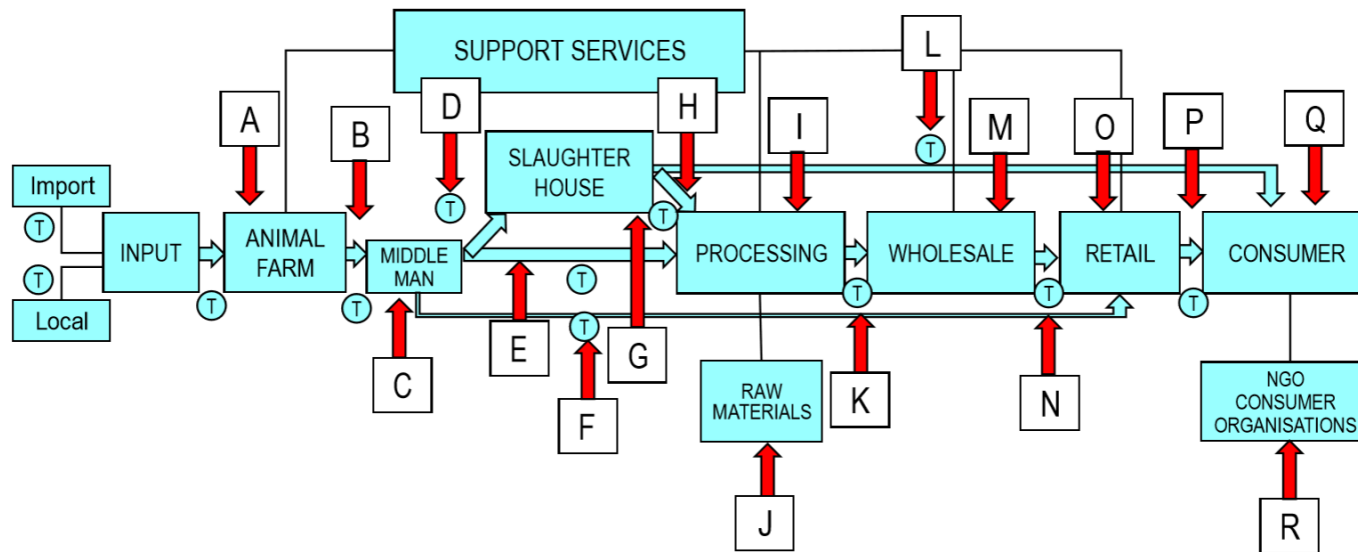 SUPPORT SERVICES
L
A
B
D
H
I
M
O
P
Q
T
T
SLAUGHTER
HOUSE
Import
T
T
T
INPUT
ANIMAL
FARM
MIDDLE
MAN
PROCESSING
WHOLESALE
RETAIL
CONSUMER
T
T
T
T
T
T
T
Local
T
C
E
F
G
RAW
MATERIALS
K
N
NGO
CONSUMER
ORGANISATIONS
J
R